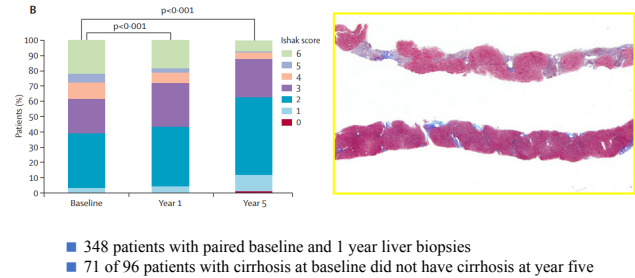 B
p<0·001
p<0·001
Ishak score
6
5
4
3
2
1
0
Patients (%)
100
90
80
70
60
50
40
30
20
10
0
Baseline
Year 1
Year 5
348 patients with paired baseline and 1 year liver biopsies
71 of 96 patients with cirrhosis at baseline did not have cirrhosis at year five